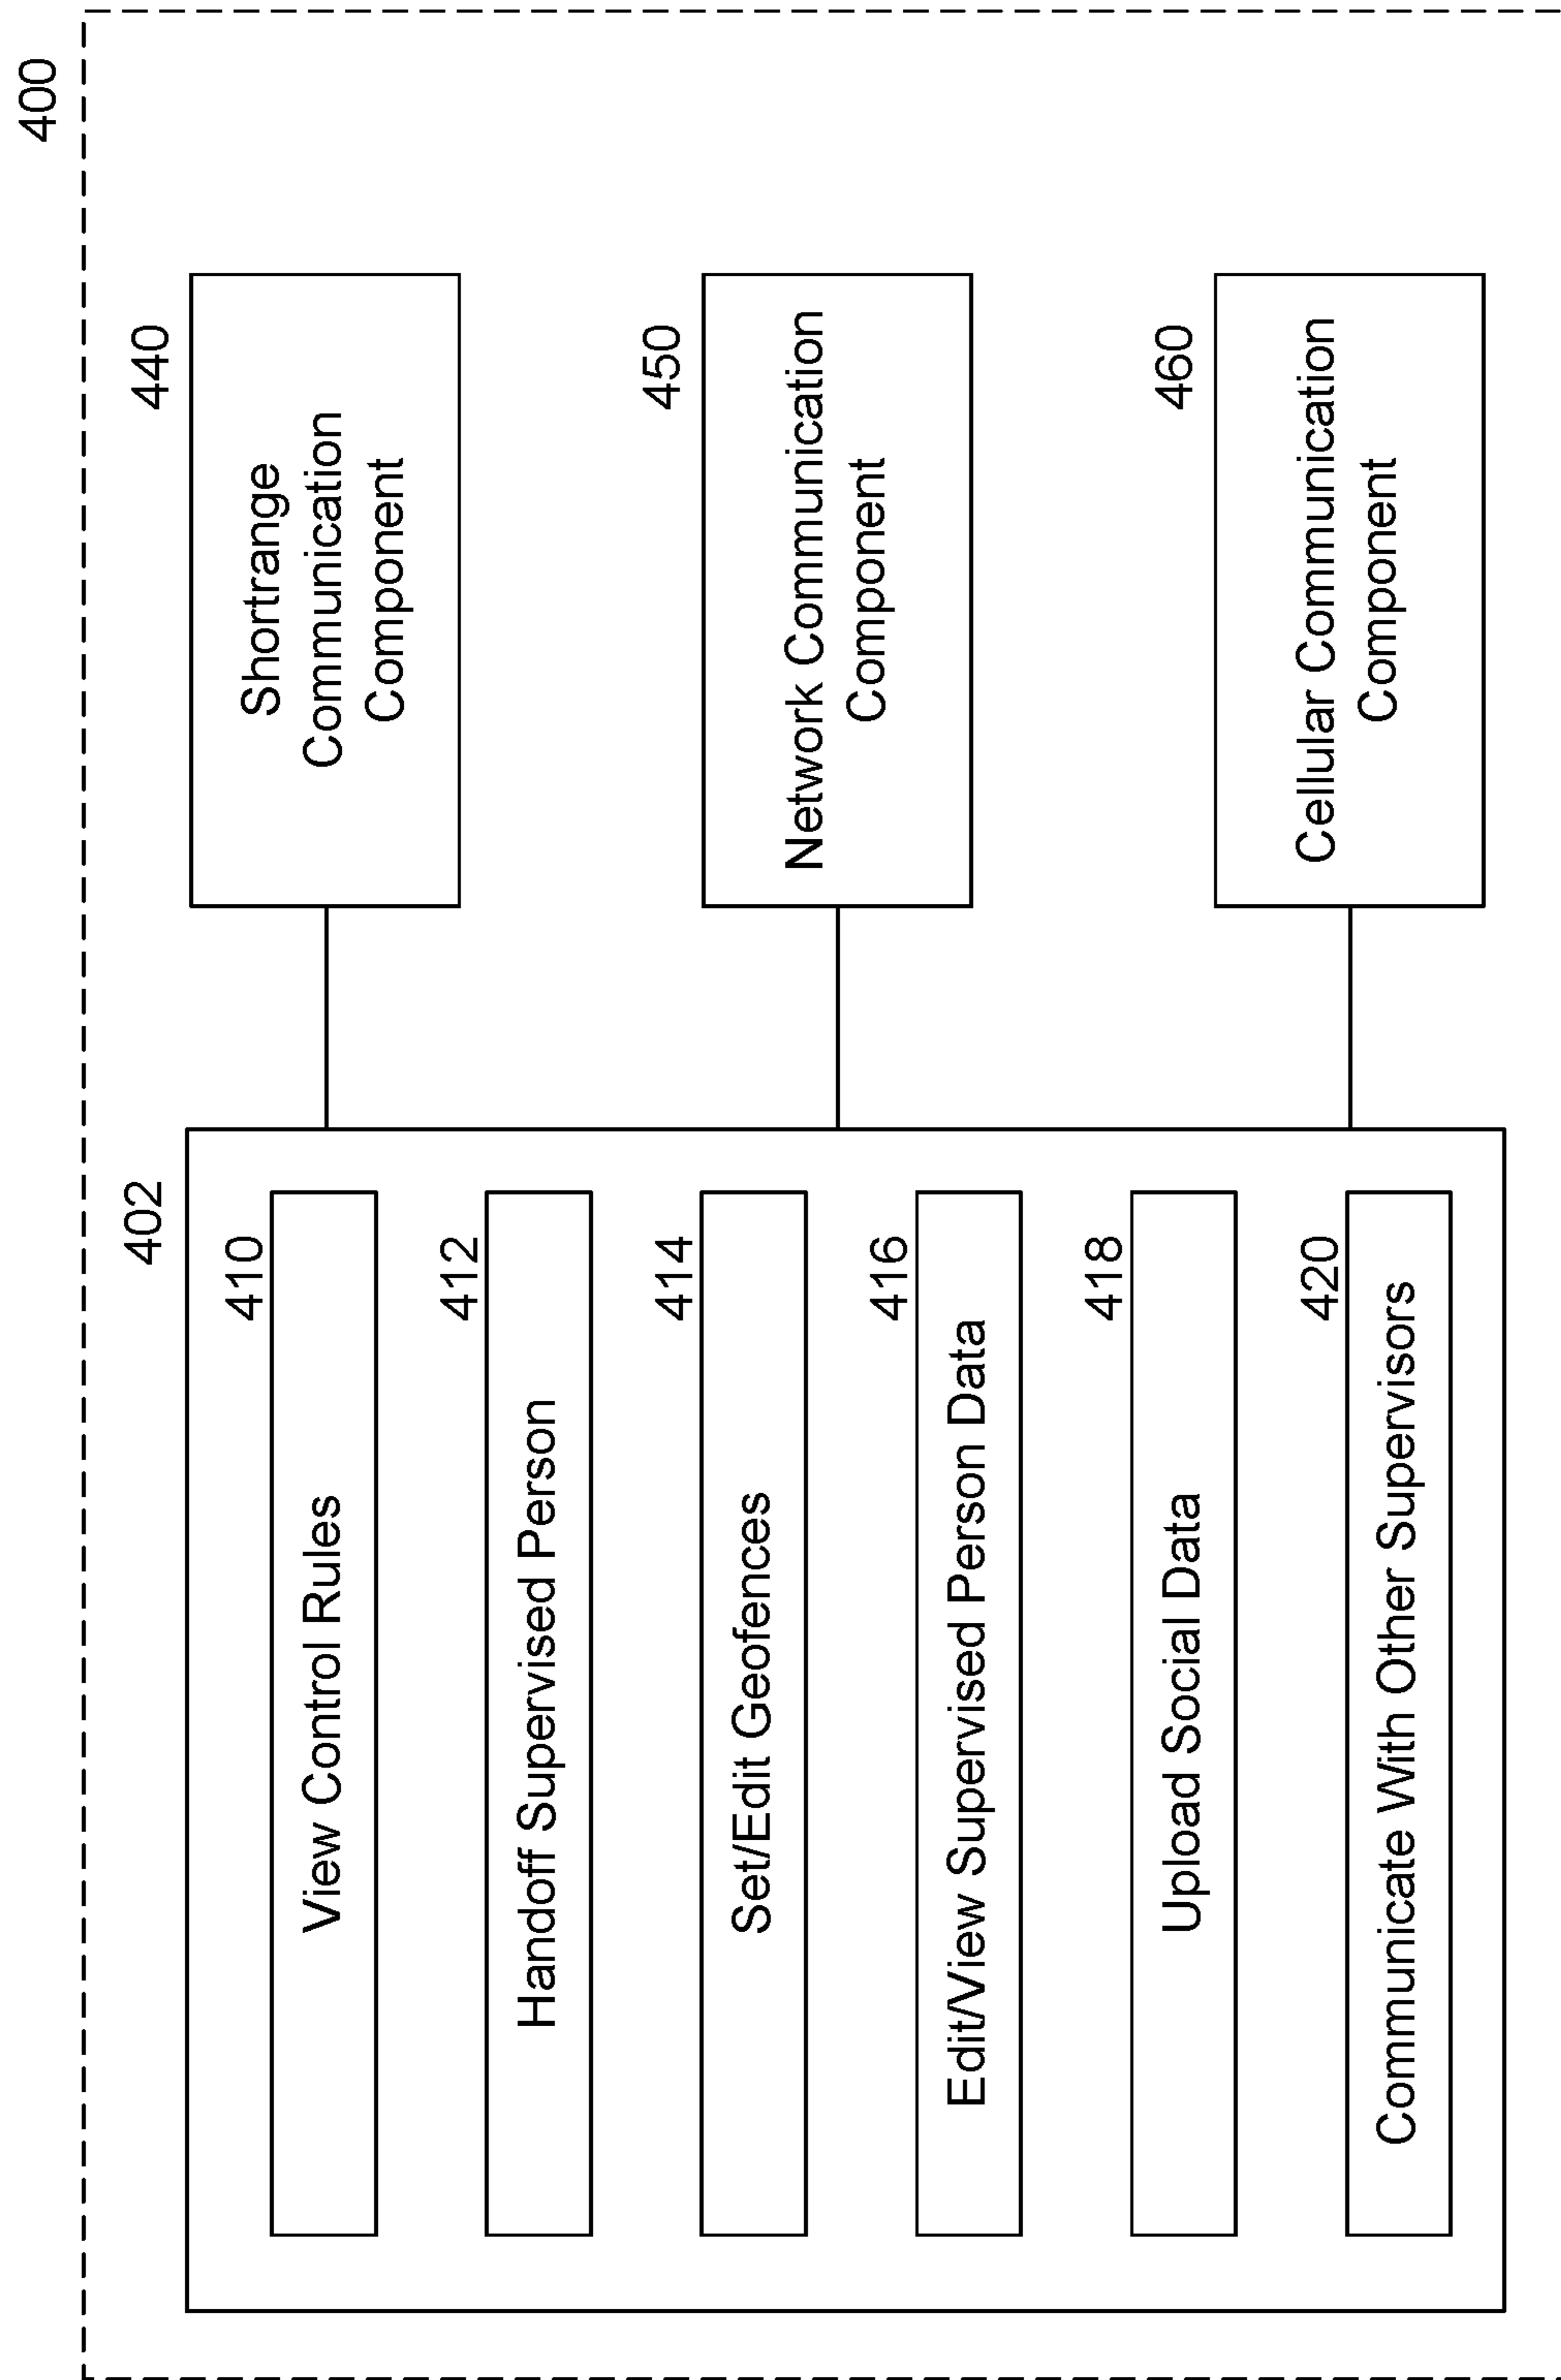 400
402
410
View Control Rules
412
Handoff Supervised Person
414
Set/Edit Geofences
416
Edit/View Supervised Person Data
418
Upload Social Data
420
Communicate With Other Supervisors
440
Shortrange
Communication
Component
450
Network Communication
Component
460
Cellular Communication
Component